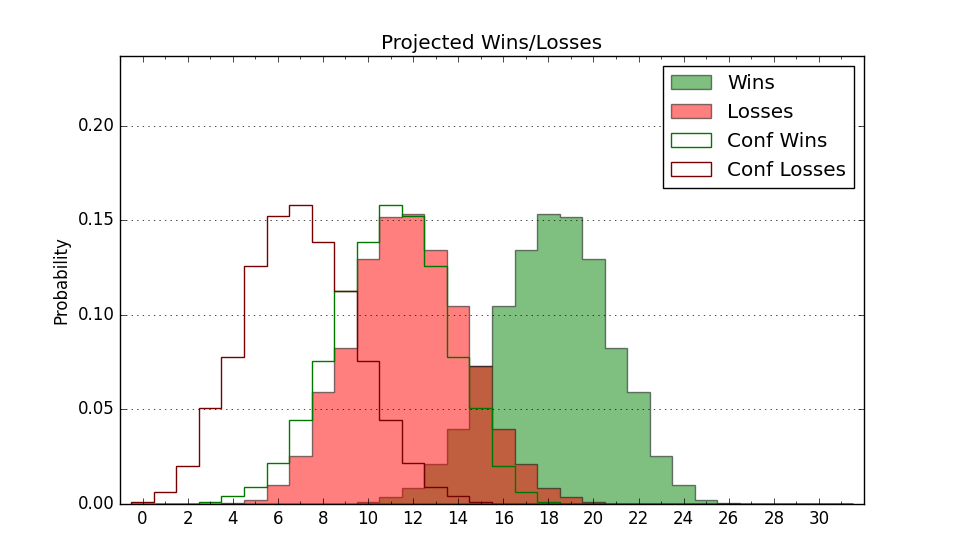 Projected Wins/Losses
Wins
Losses
Conf Wins
Conf Losses
Probability
0.20
0.15
0.10
0.05
0.00
0 2 4 6 8 10 12 14 16 18 20 22 24 26 28 30